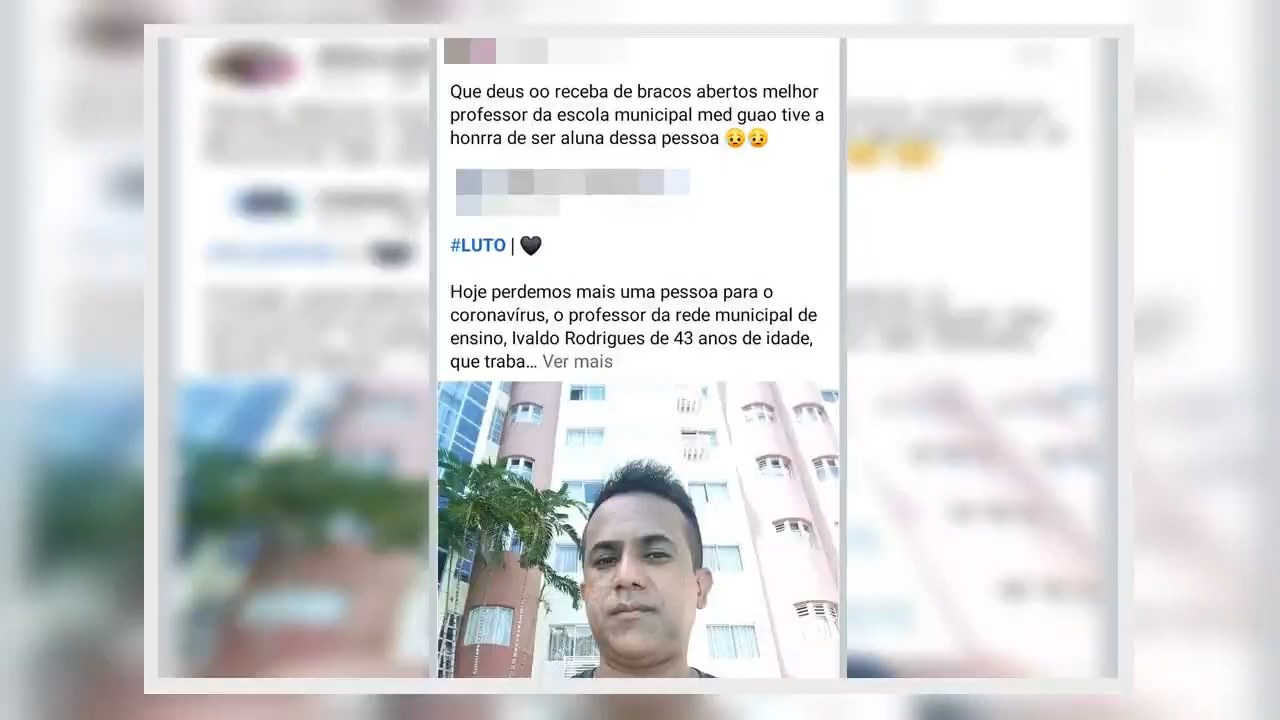 Que deus oo receba de bracos abertos melhor
professor da escola municipal med guao tive a
honrra de ser aluna dessa pessoa 😥😥
#LUTO | 🖤
Hoje perdemos mais uma pessoa para o
coronavírus, o professor da rede municipal de
ensino, Ivaldo Rodrigues de 43 anos de idade,
que traba... Ver mais